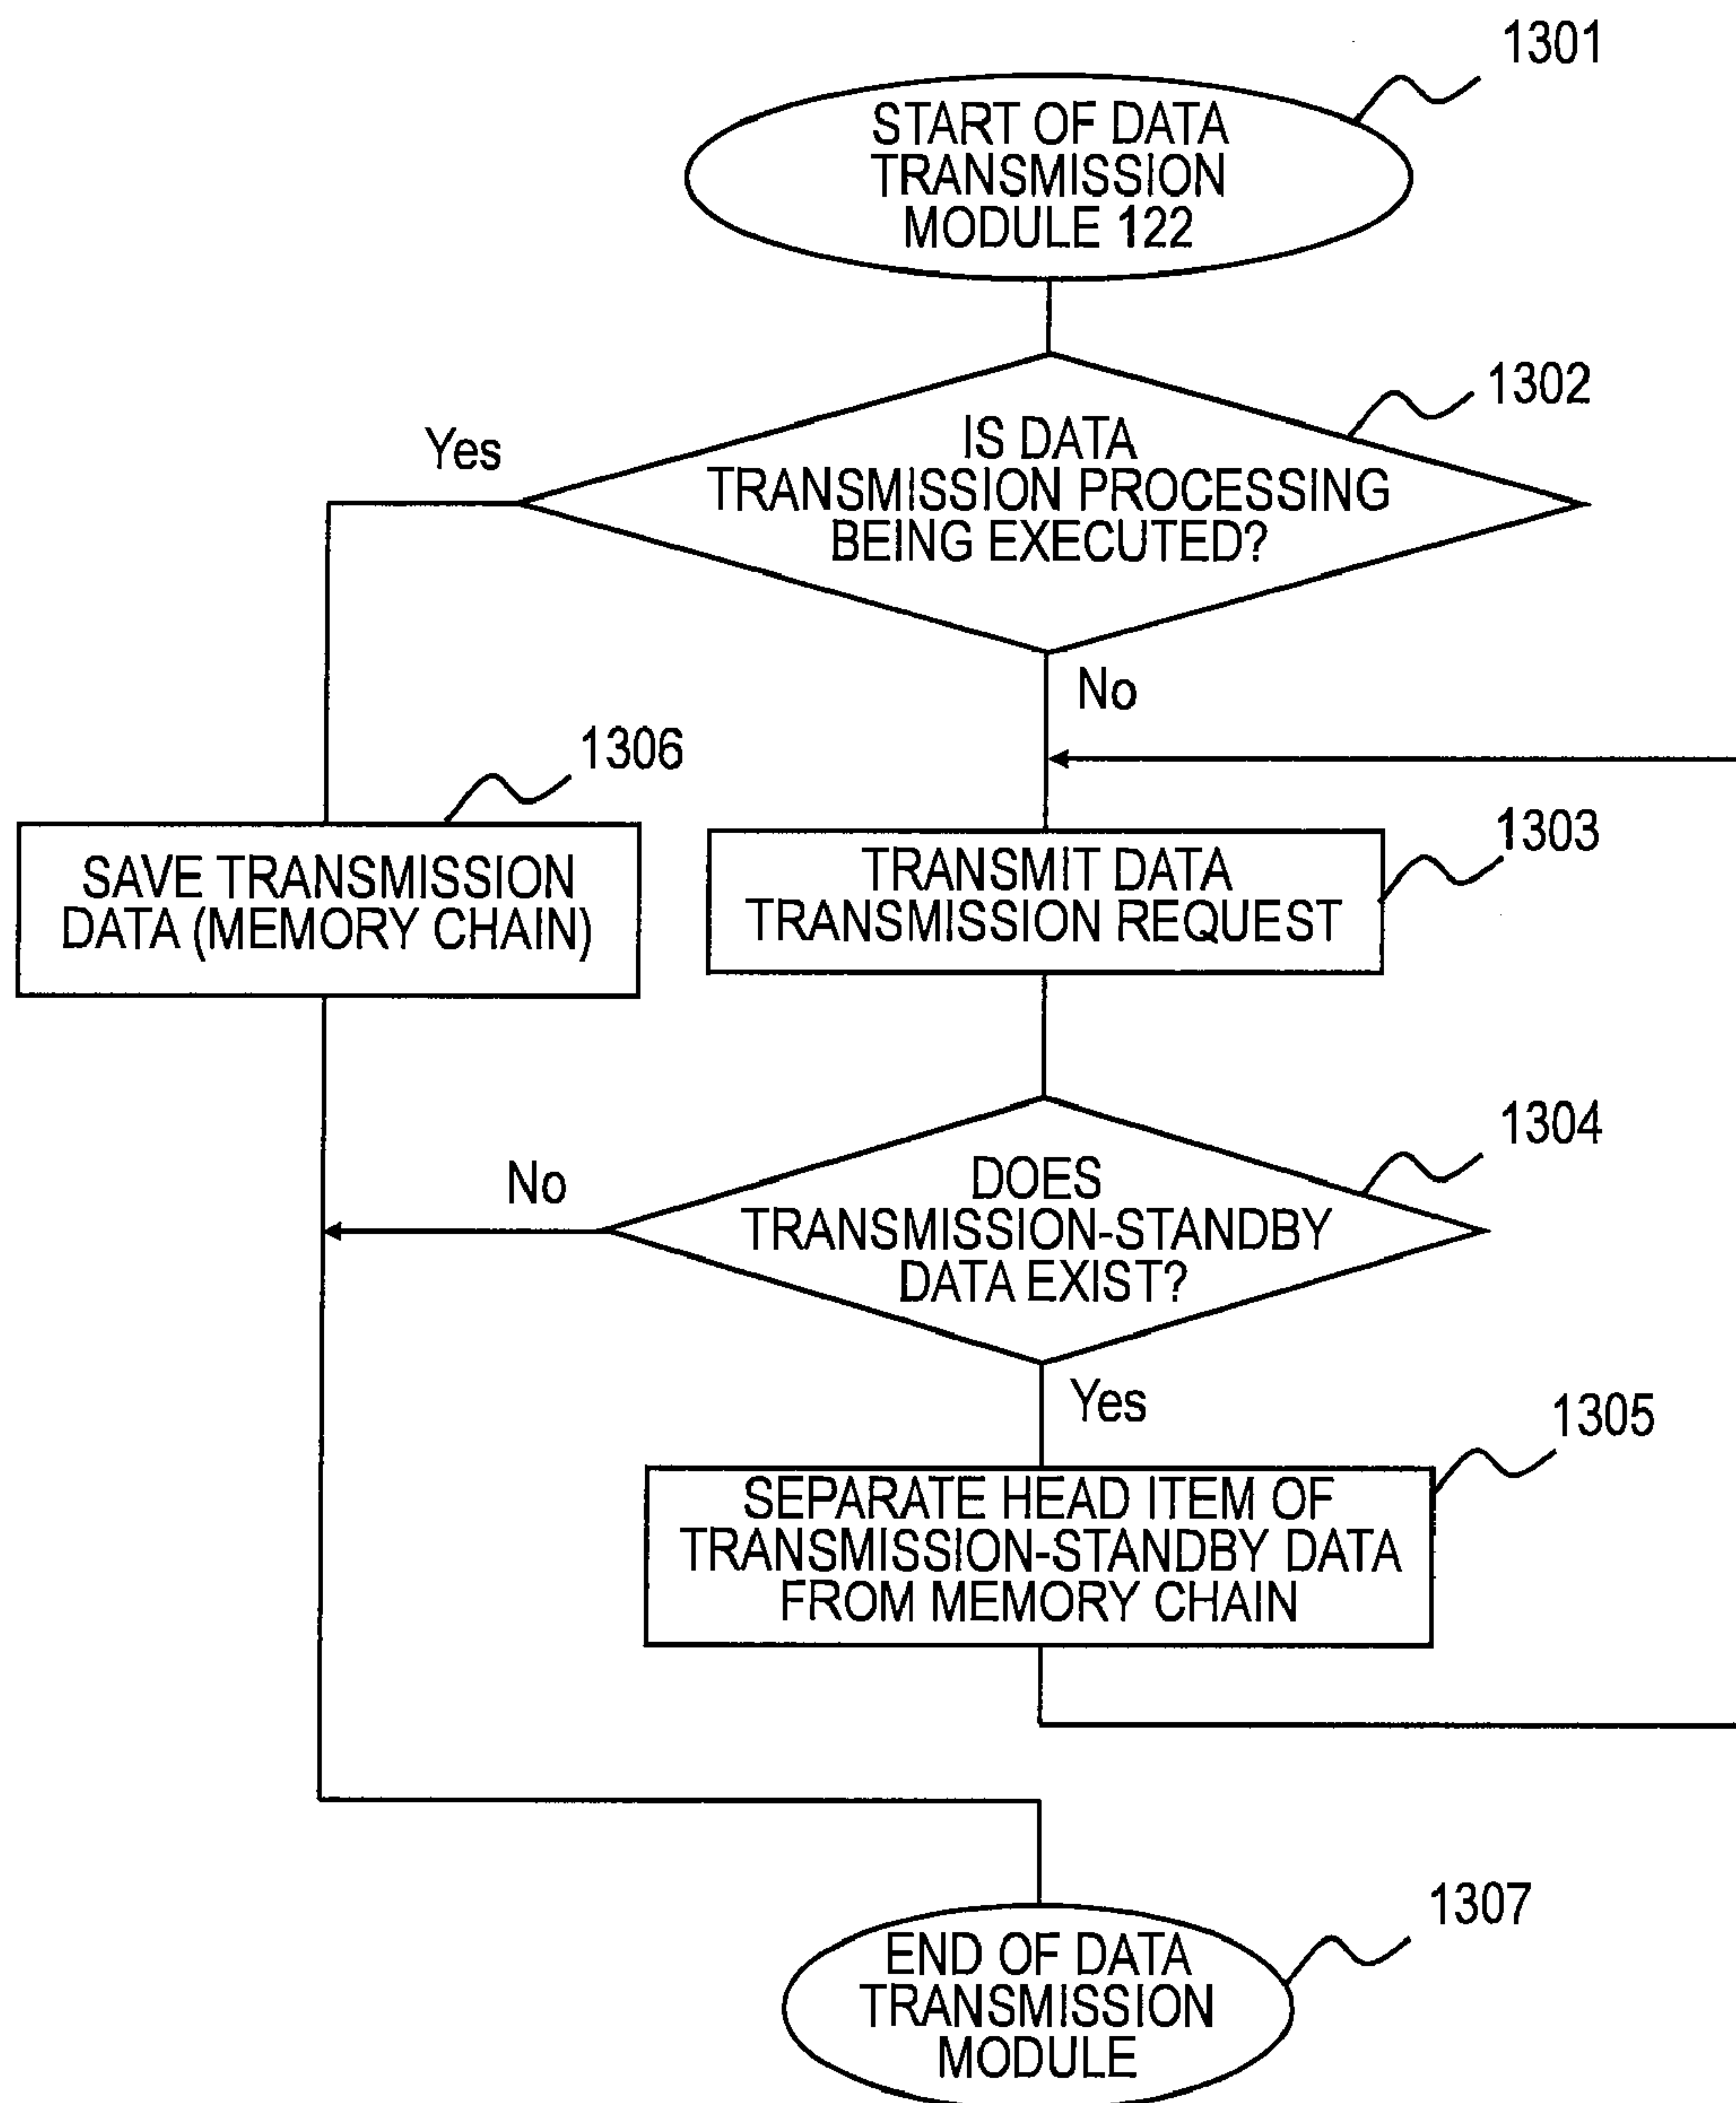 1301
START OF DATA
TRANSMISSION
MODULE 122
1302
IS DATA
TRANSMISSION PROCESSING
BEING EXECUTED?
Yes
No
1306
SAVE TRANSMISSION
DATA (MEMORY CHAIN)
1303
TRANSMIT DATA
TRANSMISSION REQUEST
1304
DOES
TRANSMISSION-STANDBY
DATA EXIST?
No
Yes
1305
SEPARATE HEAD ITEM OF
TRANSMISSION-STANDBY DATA
FROM MEMORY CHAIN
1307
END OF DATA
TRANSMISSION
MODULE